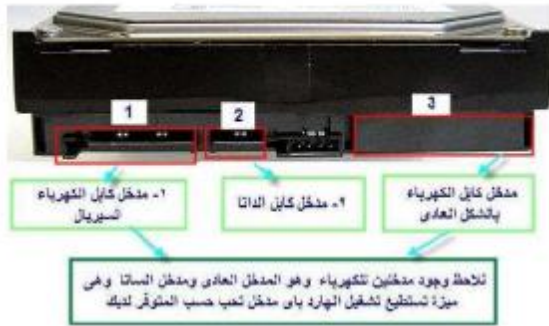 1
2
3
١- مدخل كابل الكهرباء
السيريال
٢- مدخل كابل الداتا
مدخل كابل الكهرباء
بالشكل العادى
نلاحظ وجود مدخلين للكهرباء وهو المدخل العادى ومدخل الساتا وهى
ميزة تستطيع تشغيل الهارد باى مدخل تحب حسب المتوفر لديك